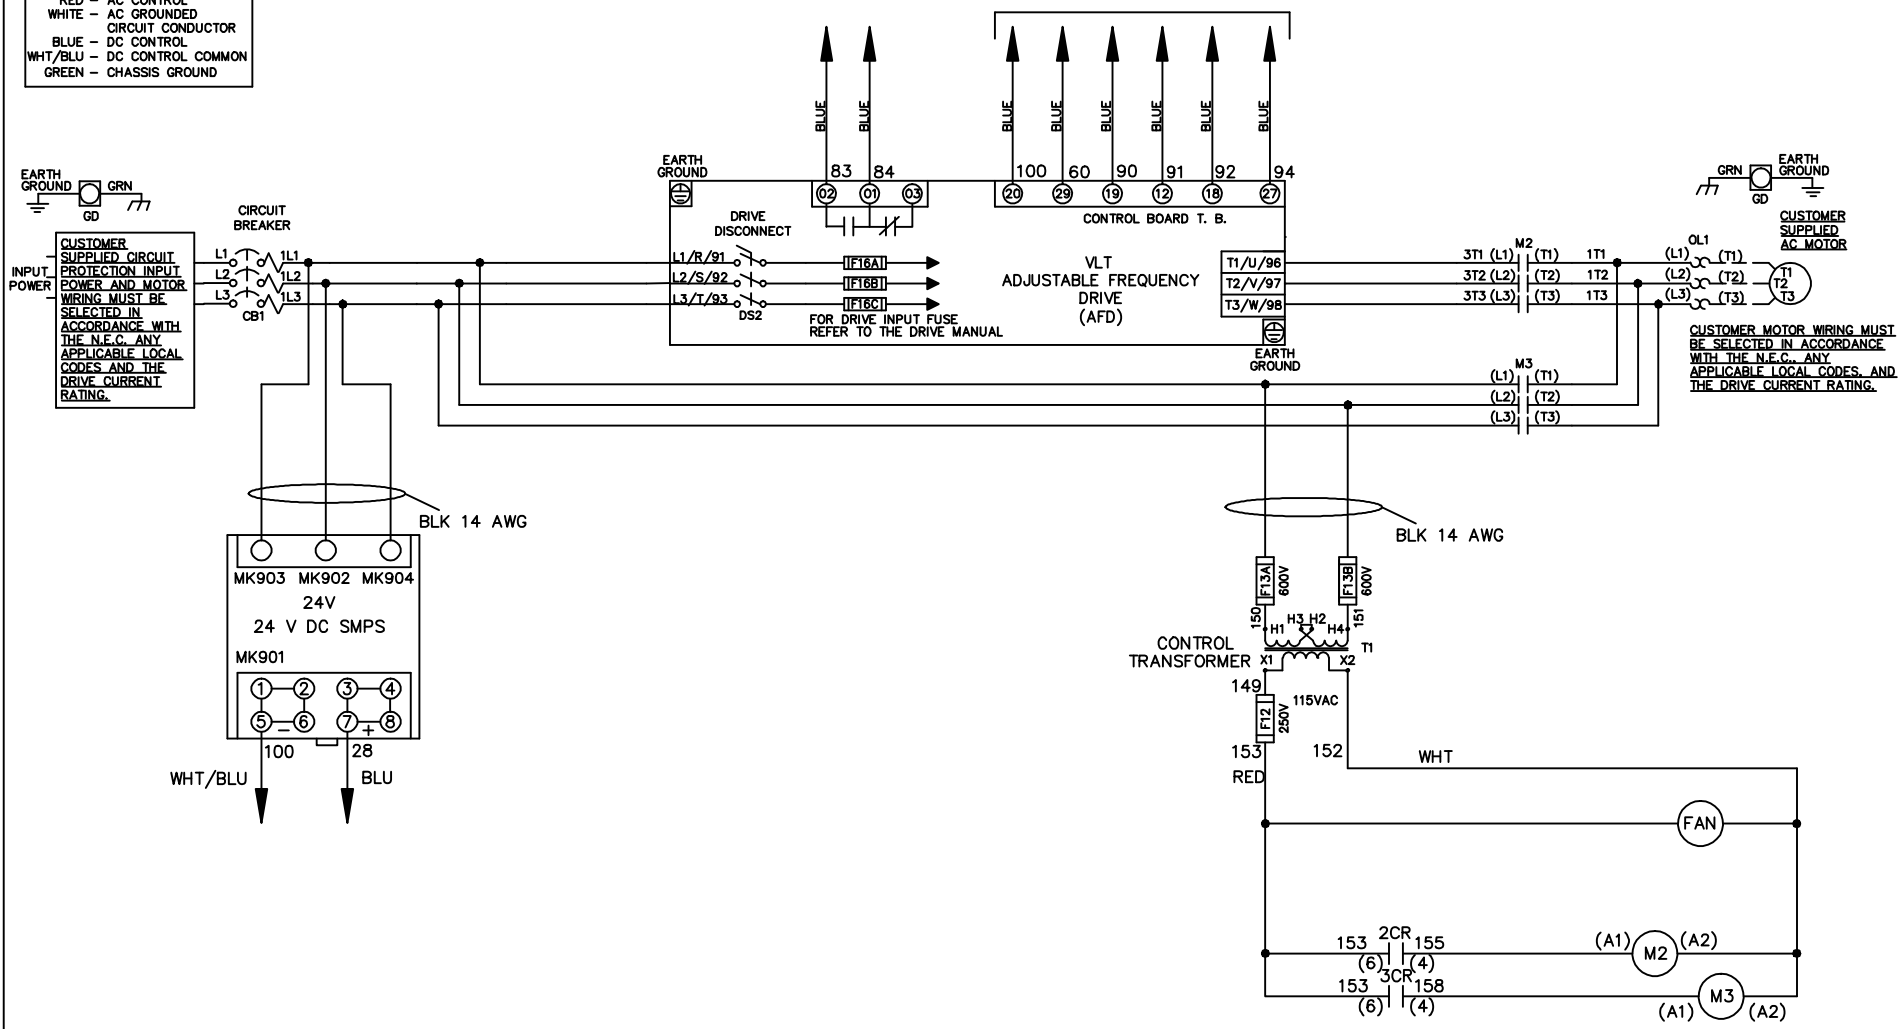 RED – AC CONTROL
WHITE – AC GROUNDED
CIRCUIT CONDUCTOR
BLUE – DC CONTROL
WHT/BLU – DC CONTROL COMMON
GREEN – CHASSIS GROUND
BLUE
BLUE
BLUE
BLUE
BLUE
BLUE
BLUE
BLUE
EARTH
GROUND
GRN
GD
CIRCUIT
BREAKER
EARTH
GROUND
83
84
100
60
90
91
92
94
02
01
03
20
29
19
12
18
27
CONTROL BOARD T. B.
GRN
EARTH
GROUND
GD
CUSTOMER
SUPPLIED
AC MOTOR
INPUT
POWER
CUSTOMER
SUPPLIED CIRCUIT
PROTECTION INPUT
POWER AND MOTOR
WIRING MUST BE
SELECTED IN
ACCORDANCE WITH
THE N.E.C. ANY
APPLICABLE LOCAL
CODES AND THE
DRIVE CURRENT
RATING.
L1
1L1
L2
1L2
L3
1L3
CB1
DRIVE
DISCONNECT
L1/R/91
L2/S/92
L3/T/93
DS2
F16A
F16B
F16C
FOR DRIVE INPUT FUSE
REFER TO THE DRIVE MANUAL
VLT
ADJUSTABLE FREQUENCY
DRIVE
(AFD)
T1/U/96
T2/V/97
T3/W/98
EARTH
GROUND
M2
3T1 (L1) (T1) 1T1
3T2 (L2) (T2) 1T2
3T3 (L3) (T3) 1T3
OL1
(L1) (T1)
(L2) (T2)
(L3) (T3)
T1
T2
T3
CUSTOMER MOTOR WIRING MUST
BE SELECTED IN ACCORDANCE
WITH THE N.E.C., ANY
APPLICABLE LOCAL CODES, AND
THE DRIVE CURRENT RATING.
M3
(L1) (T1)
(L2) (T2)
(L3) (T3)
BLK 14 AWG
BLK 14 AWG
MK903 MK902 MK904
24V
24 V DC SMPS
MK901
1
2
3
4
5
6
7
8
–
+
100
28
WHT/BLU
BLU
F13A
600V
F13B
600V
150
151
H1
H3
H2
H4
CONTROL
TRANSFORMER
X1
X2
T1
149
115VAC
F12
250V
153
152
RED
WHT
FAN
2CR
153
155
(6)
(4)
(A1)
M2
(A2)
3CR
153
158
(6)
(4)
(A1)
M3
(A2)